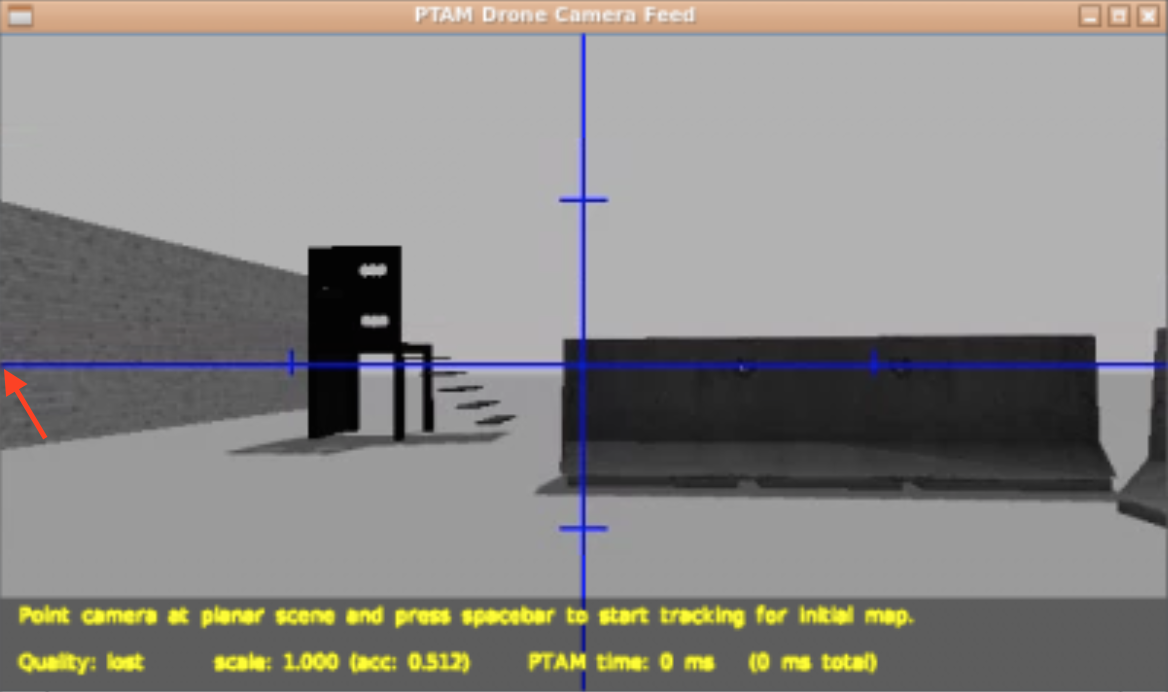 PTAM Drone Camera Feed
Point camera at planar scene and press spacebar to start tracking for initial map.
Quality: lost scale: 1.000 (acc: 0.512) PTAM time: 0 ms (0 ms total)